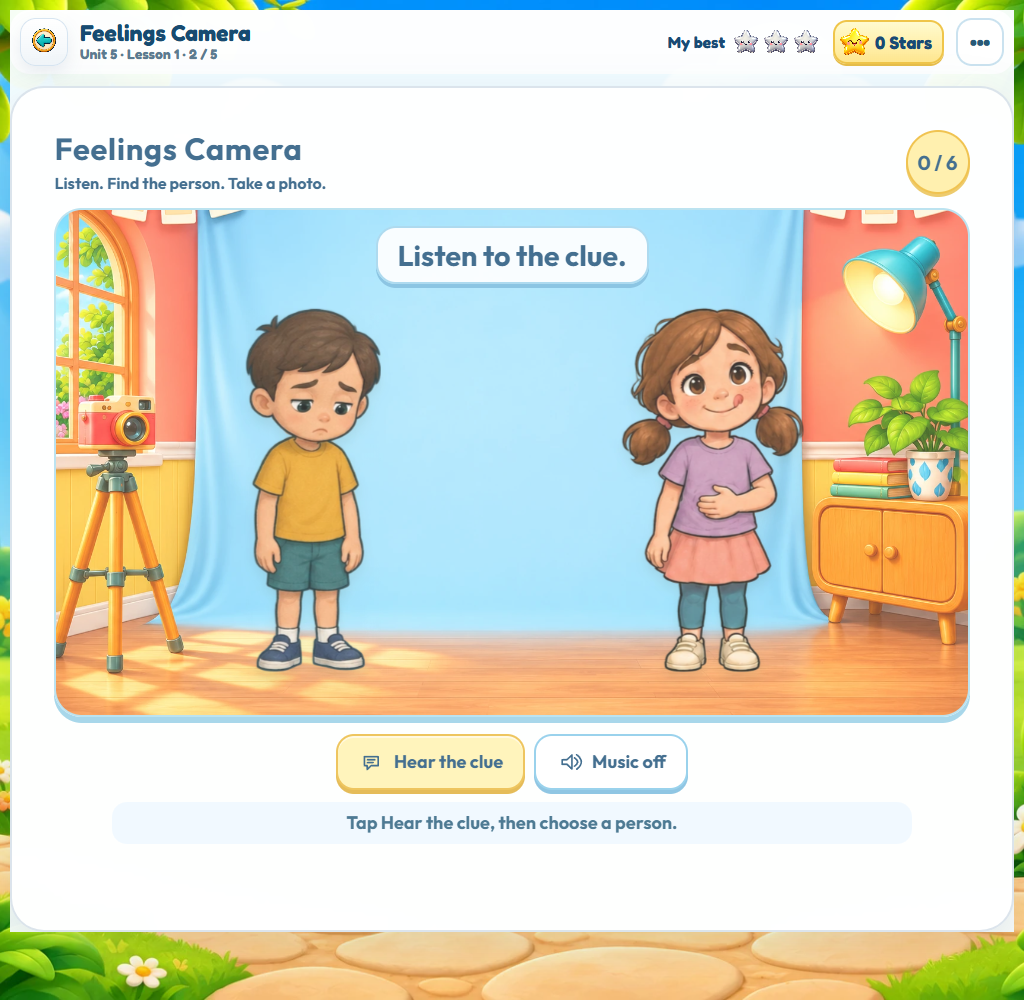 Feelings Camera
Unit 5 · Lesson 1 · 2 / 5
My best
0 Stars
Feelings Camera
Listen. Find the person. Take a photo.
0 / 6
Listen to the clue.
Hear the clue
Music off
Tap Hear the clue, then choose a person.